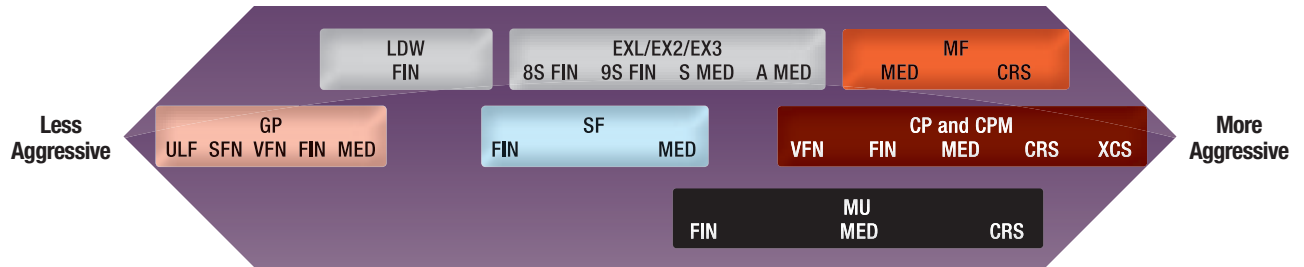 LDW
FIN
EXL/EX2/EX3
8S FIN 9S FIN S MED A MED
MF
MED CRS
Less
Aggressive
GP
ULF SFN VFN FIN MED
SF
FIN MED
CP and CPM
VFN FIN MED CRS XCS
More
Aggressive
MU
FIN MED CRS